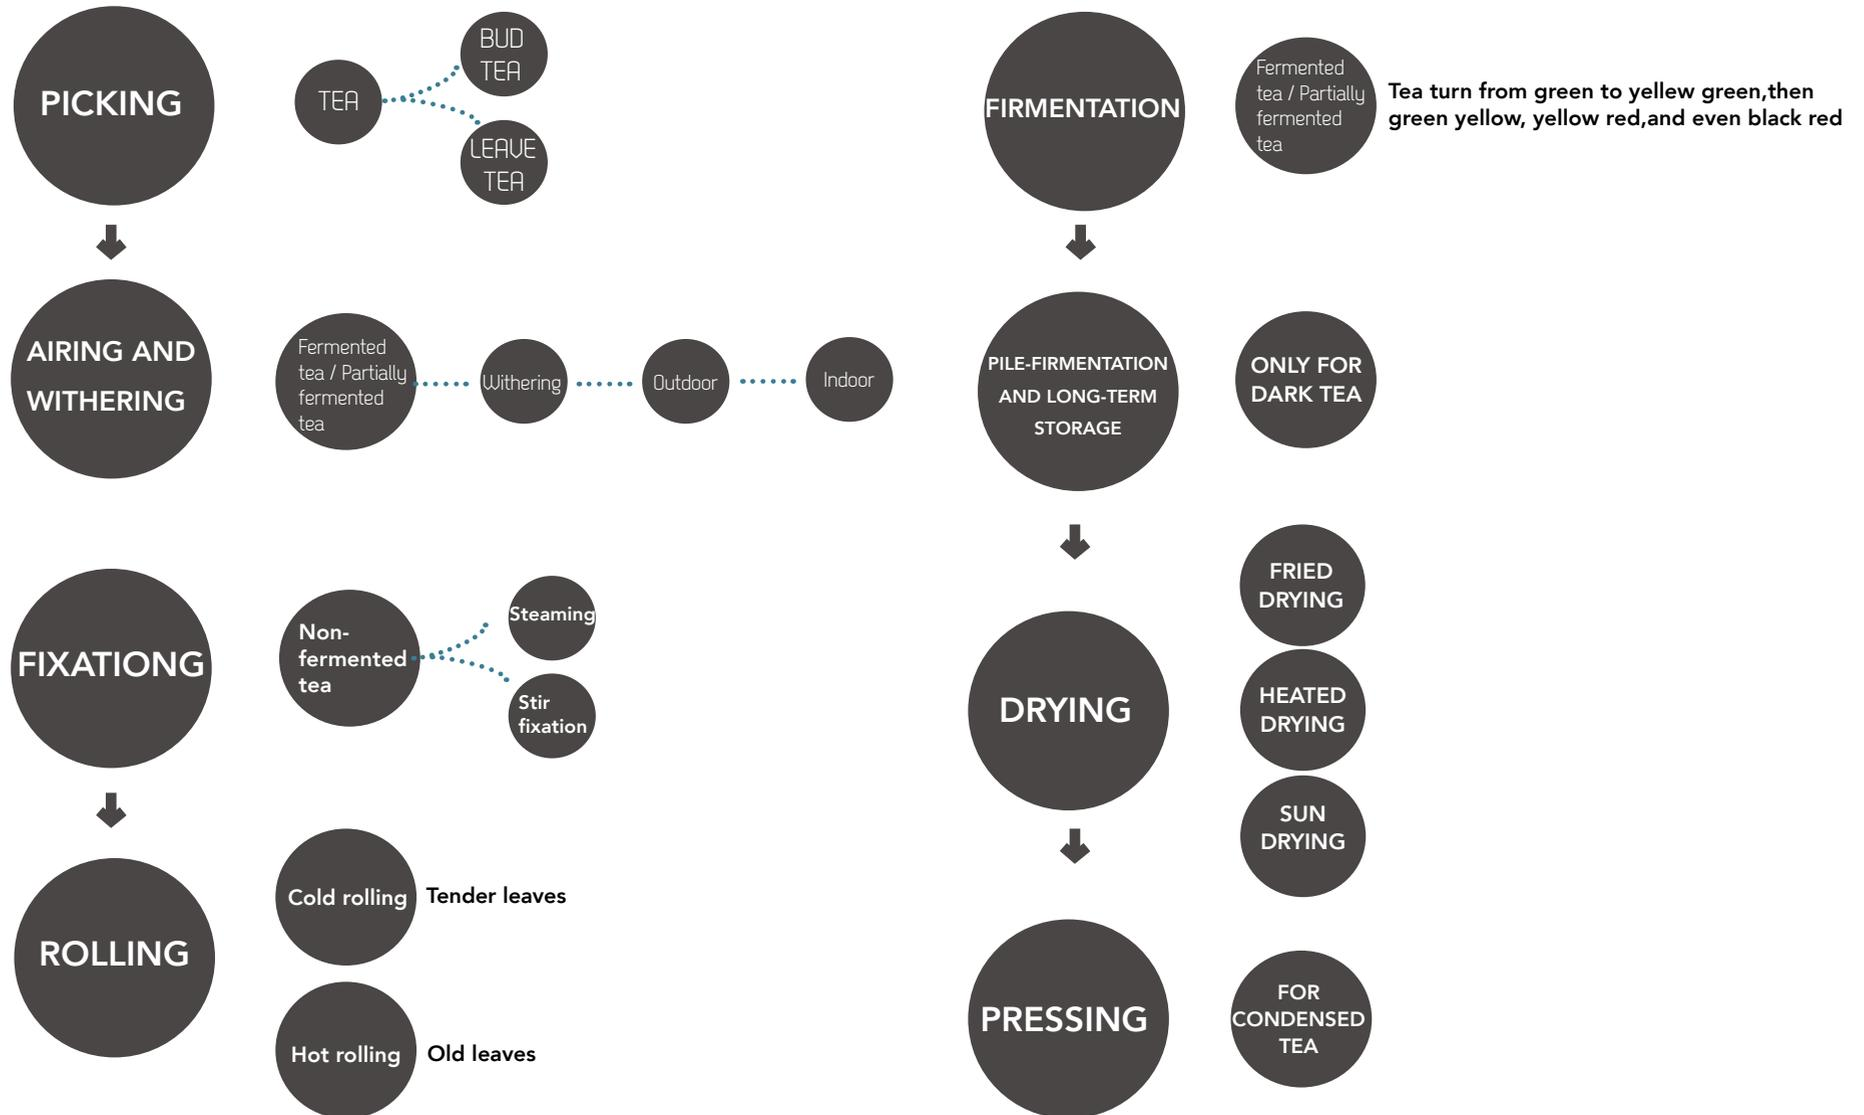 PICKING
TEA
BUD
TEA
LEAVE
TEA
AIRING AND
WITHERING
Fermented
tea / Partially
fermented
tea
Withering
Outdoor
Indoor
FIXATIONG
Non-
fermented
tea
Steaming
Stir
fixation
ROLLING
Cold rolling
Tender leaves
Hot rolling
Old leaves
FIRMENTATION
Fermented
tea / Partially
fermented
tea
Tea turn from green to yellew green,then
green yellow, yellow red,and even black red
PILE-FIRMENTATION
AND LONG-TERM
STORAGE
ONLY FOR
DARK TEA
DRYING
FRIED
DRYING
HEATED
DRYING
SUN
DRYING
PRESSING
FOR
CONDENSED
TEA